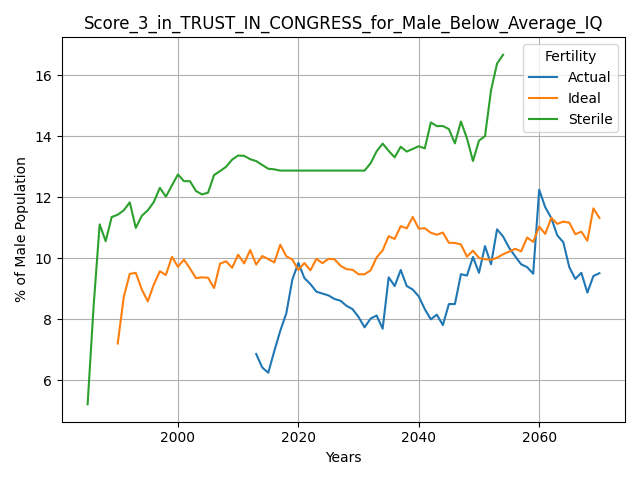 Score_3_in_TRUST_IN_CONGRESS_for_Male_Below_Average_IQ
Fertility
Actual
Ideal
Sterile
% of Male Population
16
14
12
10
8
6
2000 2020 2040 2060
Years